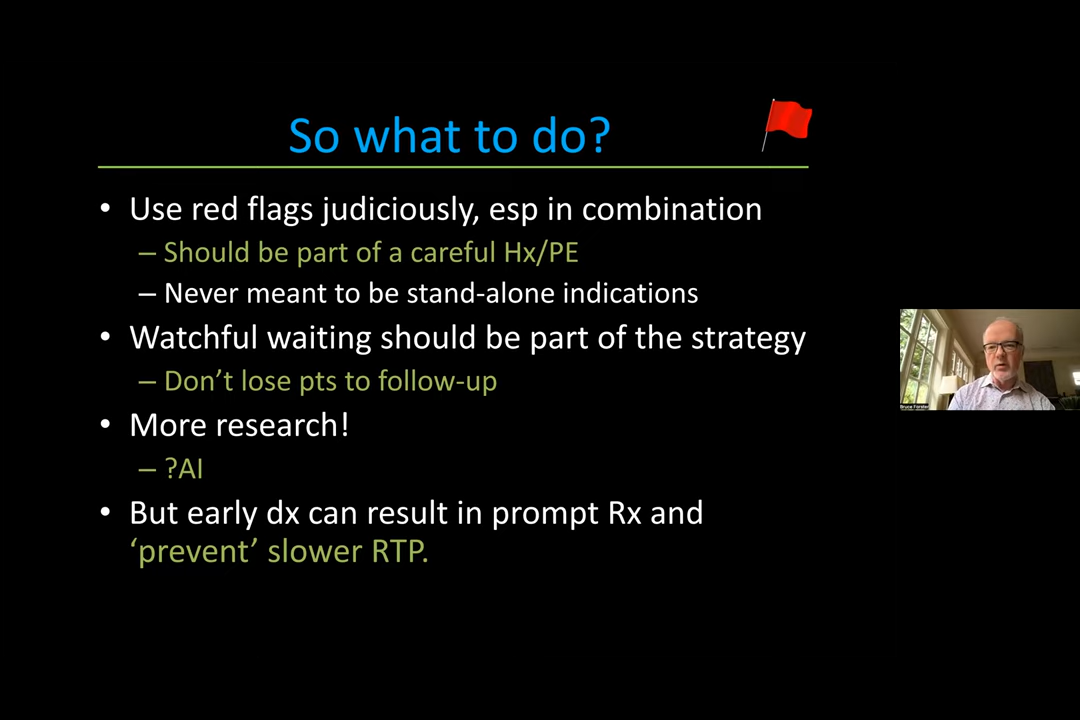 So what to do?
• Use red flags judiciously, esp in combination
– Should be part of a careful Hx/PE
– Never meant to be stand-alone indications
• Watchful waiting should be part of the strategy
– Don’t lose pts to follow-up
• More research!
– ?AI
• But early dx can result in prompt Rx and
‘prevent’ slower RTP.
Bruce Forster